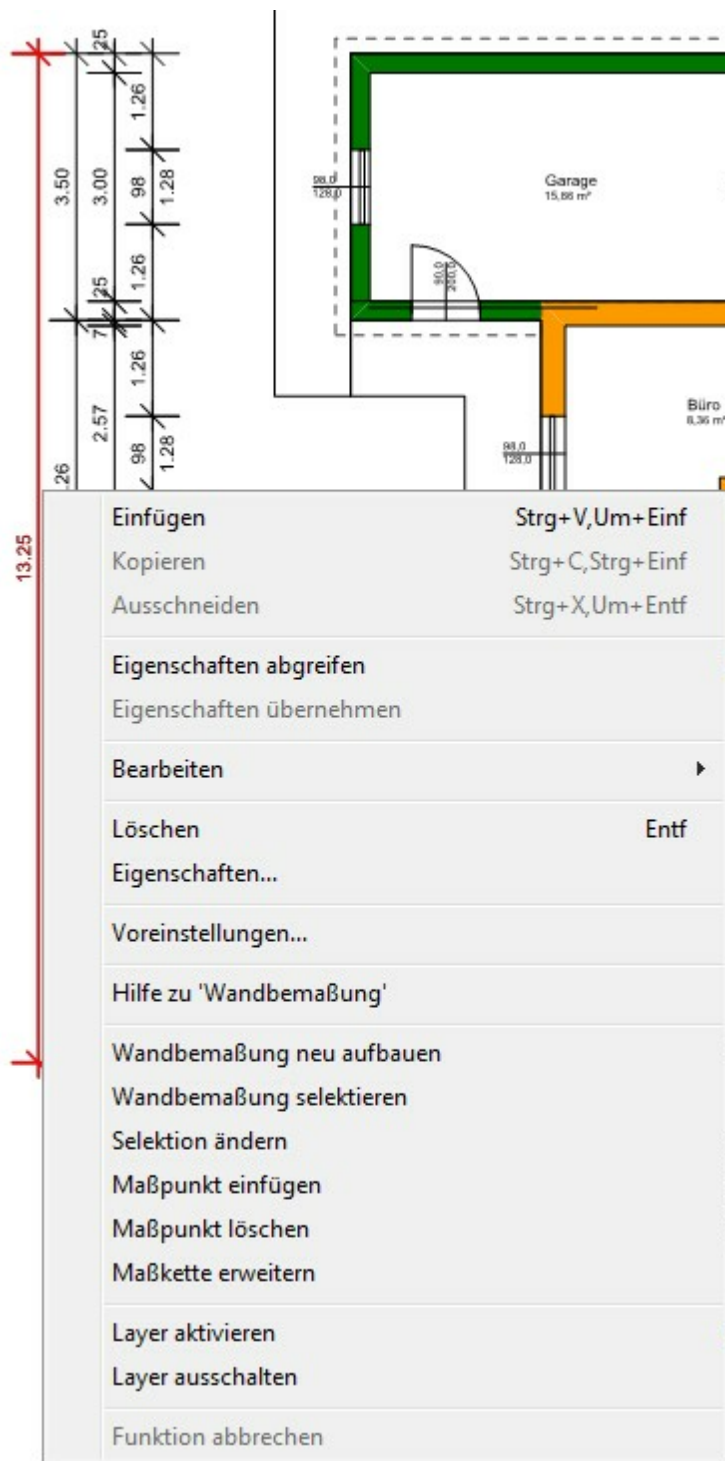 25
1.26
3.50
3.00
98
1.28
98,0
128,0
Garage
15,86 m²
1.26
90,0
200,0
25
7
1.26
2.57
Büro
8,36 m²
98
1.28
98,0
128,0
.26
13.25
Einfügen Strg+V,Um+Einf
Kopieren Strg+C,Strg+Einf
Ausschneiden Strg+X,Um+Entf
Eigenschaften abgreifen
Eigenschaften übernehmen
Bearbeiten
Löschen Entf
Eigenschaften...
Voreinstellungen...
Hilfe zu 'Wandbemaßung'
Wandbemaßung neu aufbauen
Wandbemaßung selektieren
Selektion ändern
Maßpunkt einfügen
Maßpunkt löschen
Maßkette erweitern
Layer aktivieren
Layer ausschalten
Funktion abbrechen